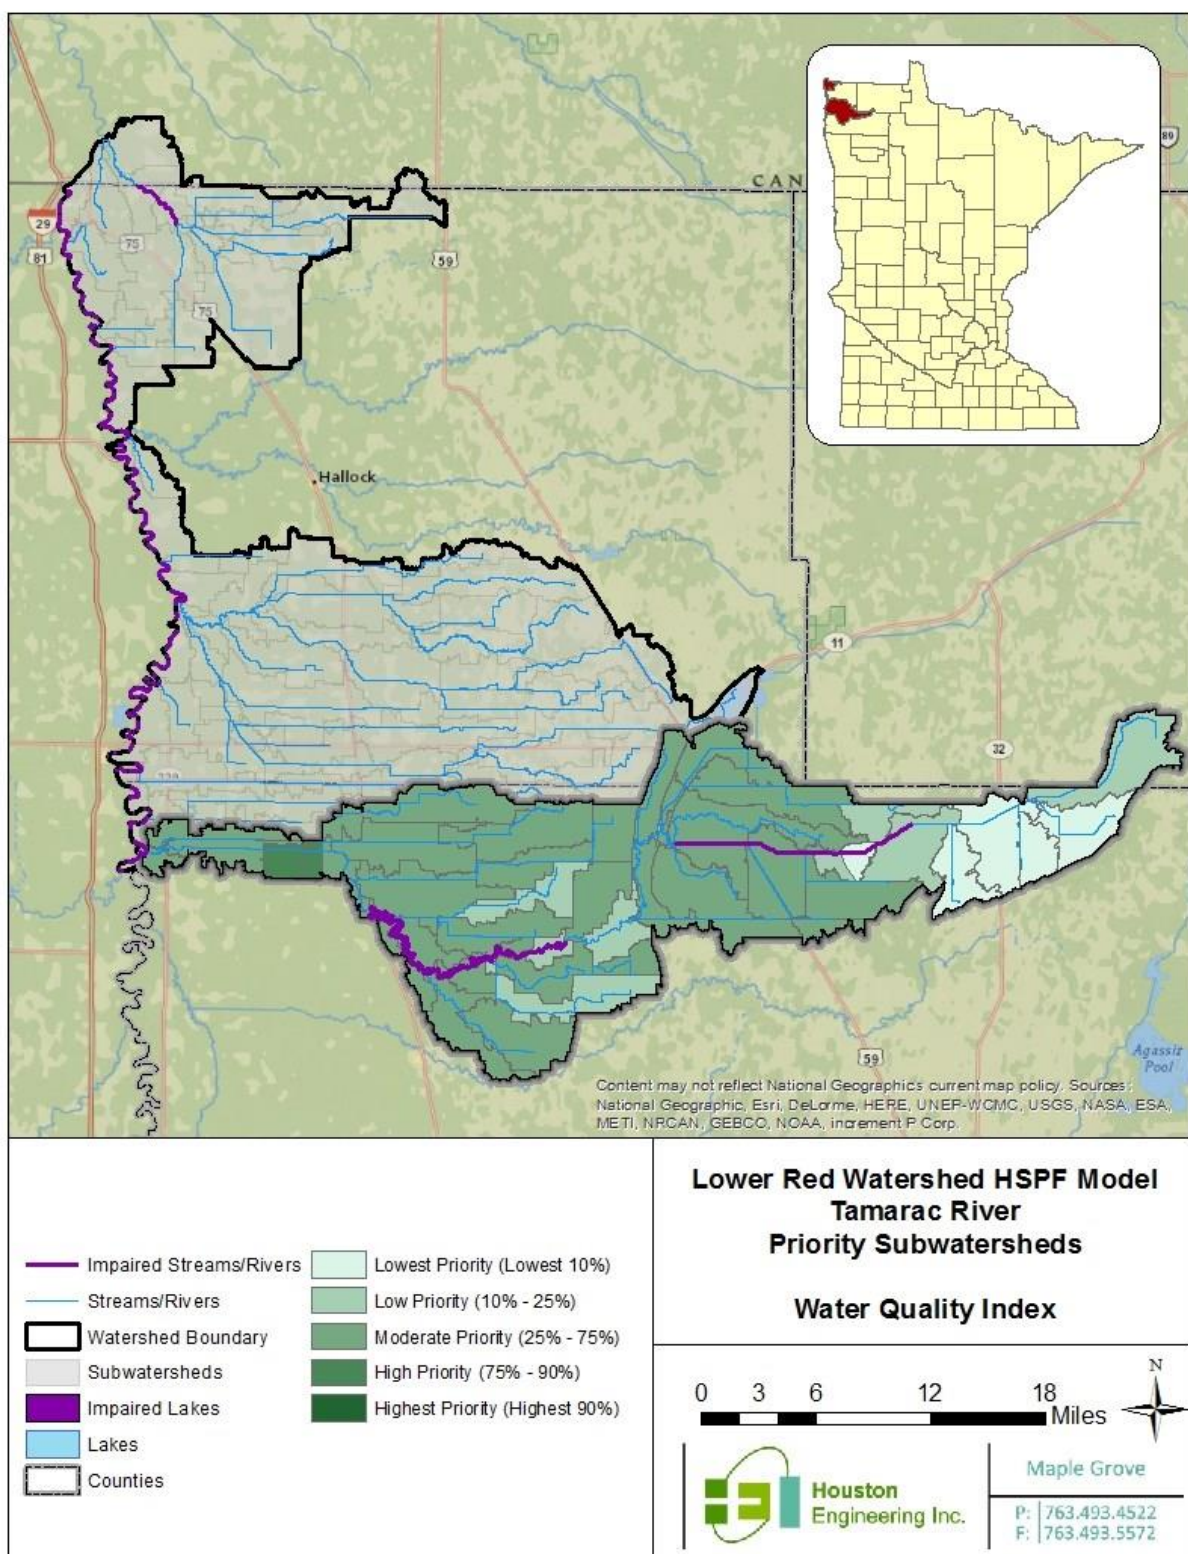 CAN
89
29
75
81
59
75
Hallock
11
32
59
Agassiz
Pool
Content may not reflect National Geographic's current map policy. Sources:
National Geographic, Esri, DeLorme, HERE, UNEP-WCMC, USGS, NASA, ESA,
METI, NRCAN, GEBCO, NOAA, increment P Corp.
Impaired Streams/Rivers
Streams/Rivers
Watershed Boundary
Subwatersheds
Impaired Lakes
Lakes
Counties
Lowest Priority (Lowest 10%)
Low Priority (10% - 25%)
Moderate Priority (25% - 75%)
High Priority (75% - 90%)
Highest Priority (Highest 90%)
Lower Red Watershed HSPF Model
Tamarac River
Priority Subwatersheds
Water Quality Index
N
0 3 6 12 18
Miles
Houston
Engineering Inc.
Maple Grove
P: 763.493.4522
F: 763.493.5572